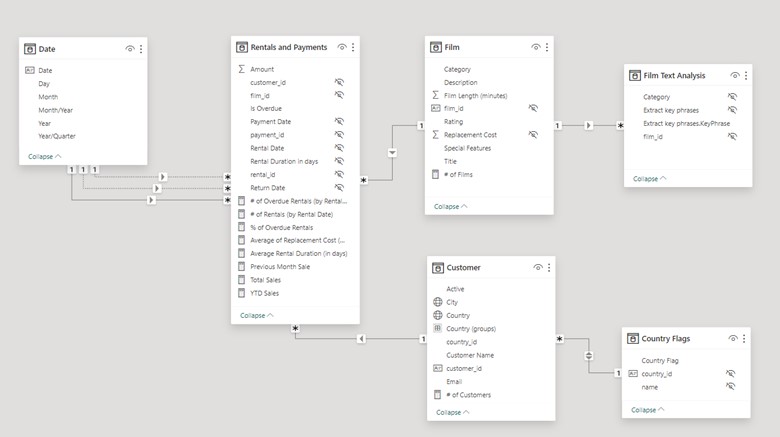 Date
Date
Day
Month
Month/Year
Year
Year/Quarter
Collapse
Rentals and Payments
Amount
customer_id
film_id
Is Overdue
Payment Date
payment_id
Rental Date
Rental Duration in days
rental_id
Return Date
# of Overdue Rentals (by Rental...
# of Rentals (by Rental Date)
% of Overdue Rentals
Average of Replacement Cost (...
Average Rental Duration (in days)
Previous Month Sale
Total Sales
YTD Sales
Collapse
Film
Category
Description
Film Length (minutes)
film_id
Rating
Replacement Cost
Special Features
Title
# of Films
Collapse
Film Text Analysis
Category
Extract key phrases
Extract key phrases.KeyPhrase
film_id
Collapse
Customer
Active
City
Country
Country (groups)
country_id
Customer Name
customer_id
Email
# of Customers
Collapse
Country Flags
Country Flag
country_id
name
Collapse
1 1 1
*
*
*
*
1
1
*
*
1
*
1